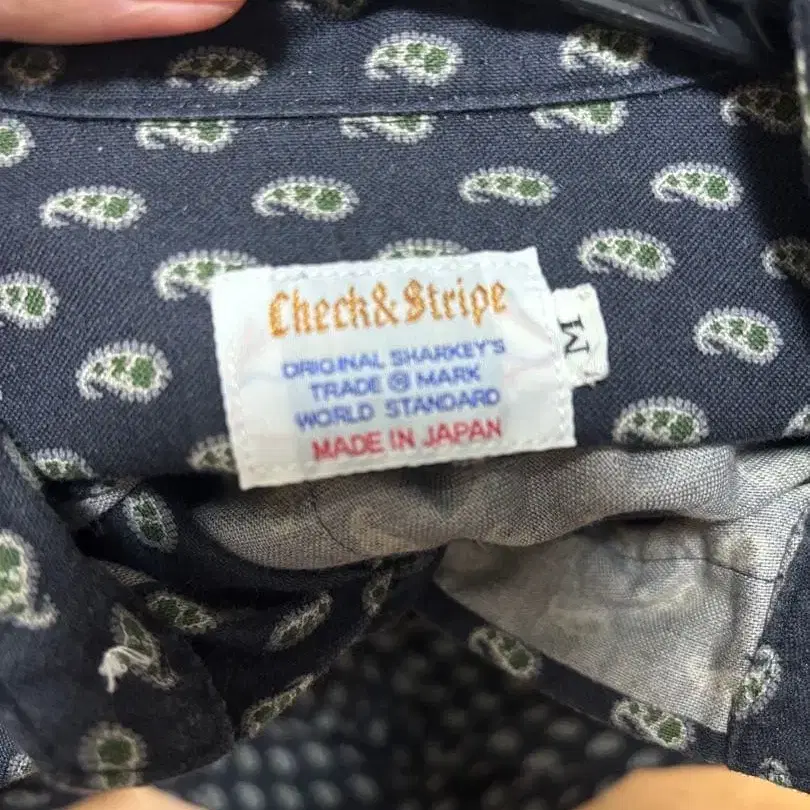 Check&Stripe
ORIGINAL SHARKEY'S
TRADE Ⓡ MARK
WORLD STANDARD
MADE IN JAPAN
M